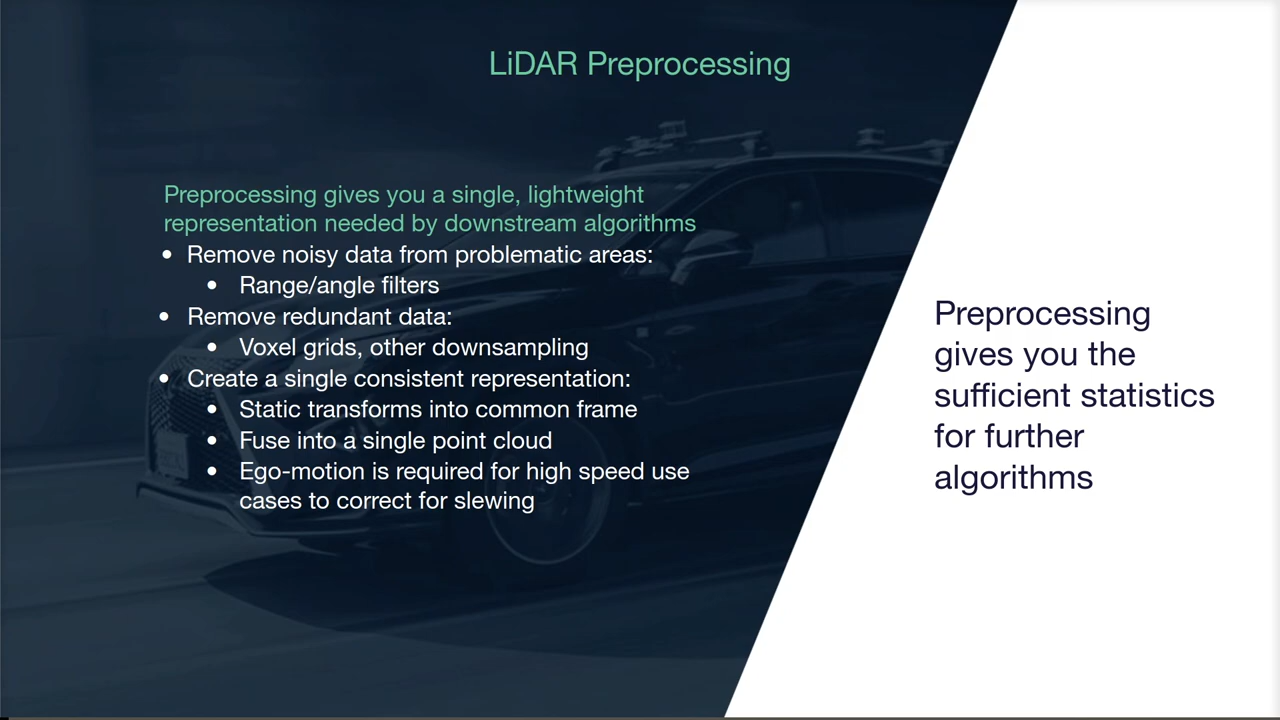 LiDAR Preprocessing
Preprocessing gives you a single, lightweight
representation needed by downstream algorithms
• Remove noisy data from problematic areas:
• Range/angle filters
• Remove redundant data:
• Voxel grids, other downsampling
• Create a single consistent representation:
• Static transforms into common frame
• Fuse into a single point cloud
• Ego-motion is required for high speed use
cases to correct for slewing
Preprocessing
gives you the
sufficient statistics
for further
algorithms